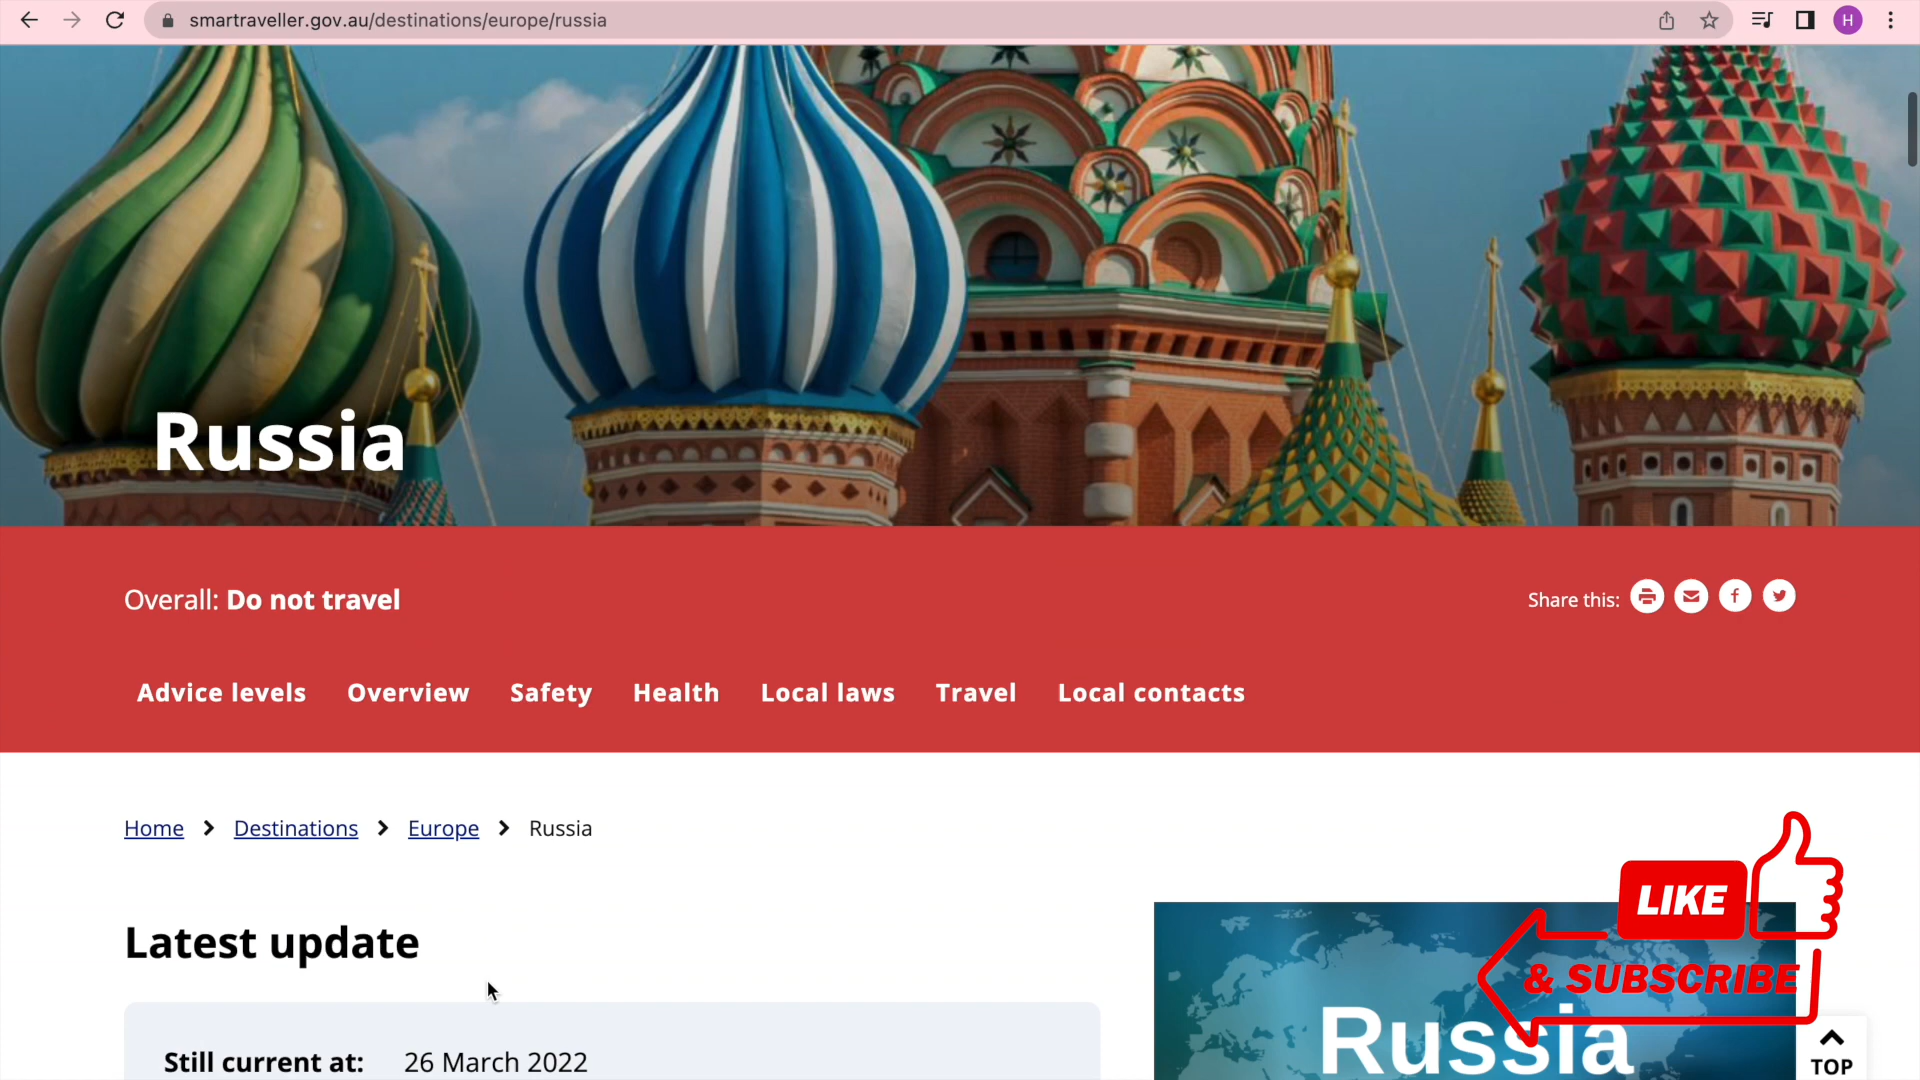 smartraveller.gov.au/destinations/europe/russia
H
Russia
Overall: Do not travel
Share this:
Advice levels Overview Safety Health Local laws Travel Local contacts
Home Destinations Europe Russia
Latest update
LIKE
& SUBSCRIBE
Russia
Still current at: 26 March 2022
TOP